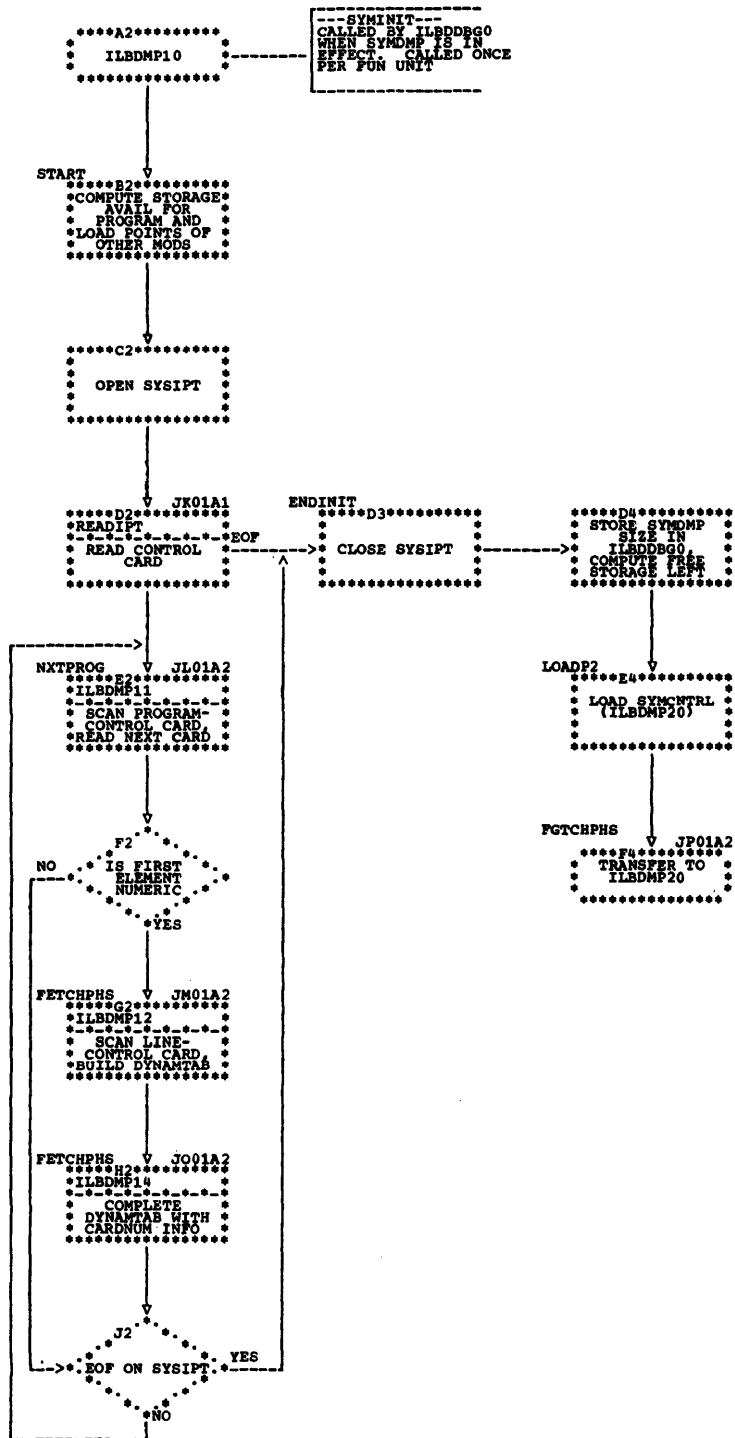 A2
ILBDMP10
---SYMINIT---
CALLED BY ILBDDBG0
WHEN SYMDMP IS IN
EFFECT. CALLED ONCE
PER FUN UNIT
START
B2
COMPUTE STORAGE
AVAIL FOR
PROGRAM AND
LOAD POINTS OF
OTHER MODS
C2
OPEN SYSIPT
JK01A1
D2
READIPT
READ CONTROL
CARD
EOF
ENDINIT
D3
CLOSE SYSIPT
D4
STORE SYMDMP
SIZE IN
ILBDDBG0,
COMPUTE FREE
STORAGE LEFT
NXTPROG JL01A2
E2
ILBDMP11
SCAN PROGRAM-
CONTROL CARD,
READ NEXT CARD
LOADP2
E4
LOAD SYMCNTRL
(ILBDMP20)
F2
IS FIRST
ELEMENT
NUMERIC
NO
YES
FGTCHPHS JP01A2
F4
TRANSFER TO
ILBDMP20
FETCHPHS JM01A2
G2
ILBDMP12
SCAN LINE-
CONTROL CARD,
BUILD DYNAMTAB
FETCHPHS JO01A2
H2
ILBDMP14
COMPLETE
DYNAMTAB WITH
CARDNUM INFO
J2
EOF ON SYSIPT
YES
NO